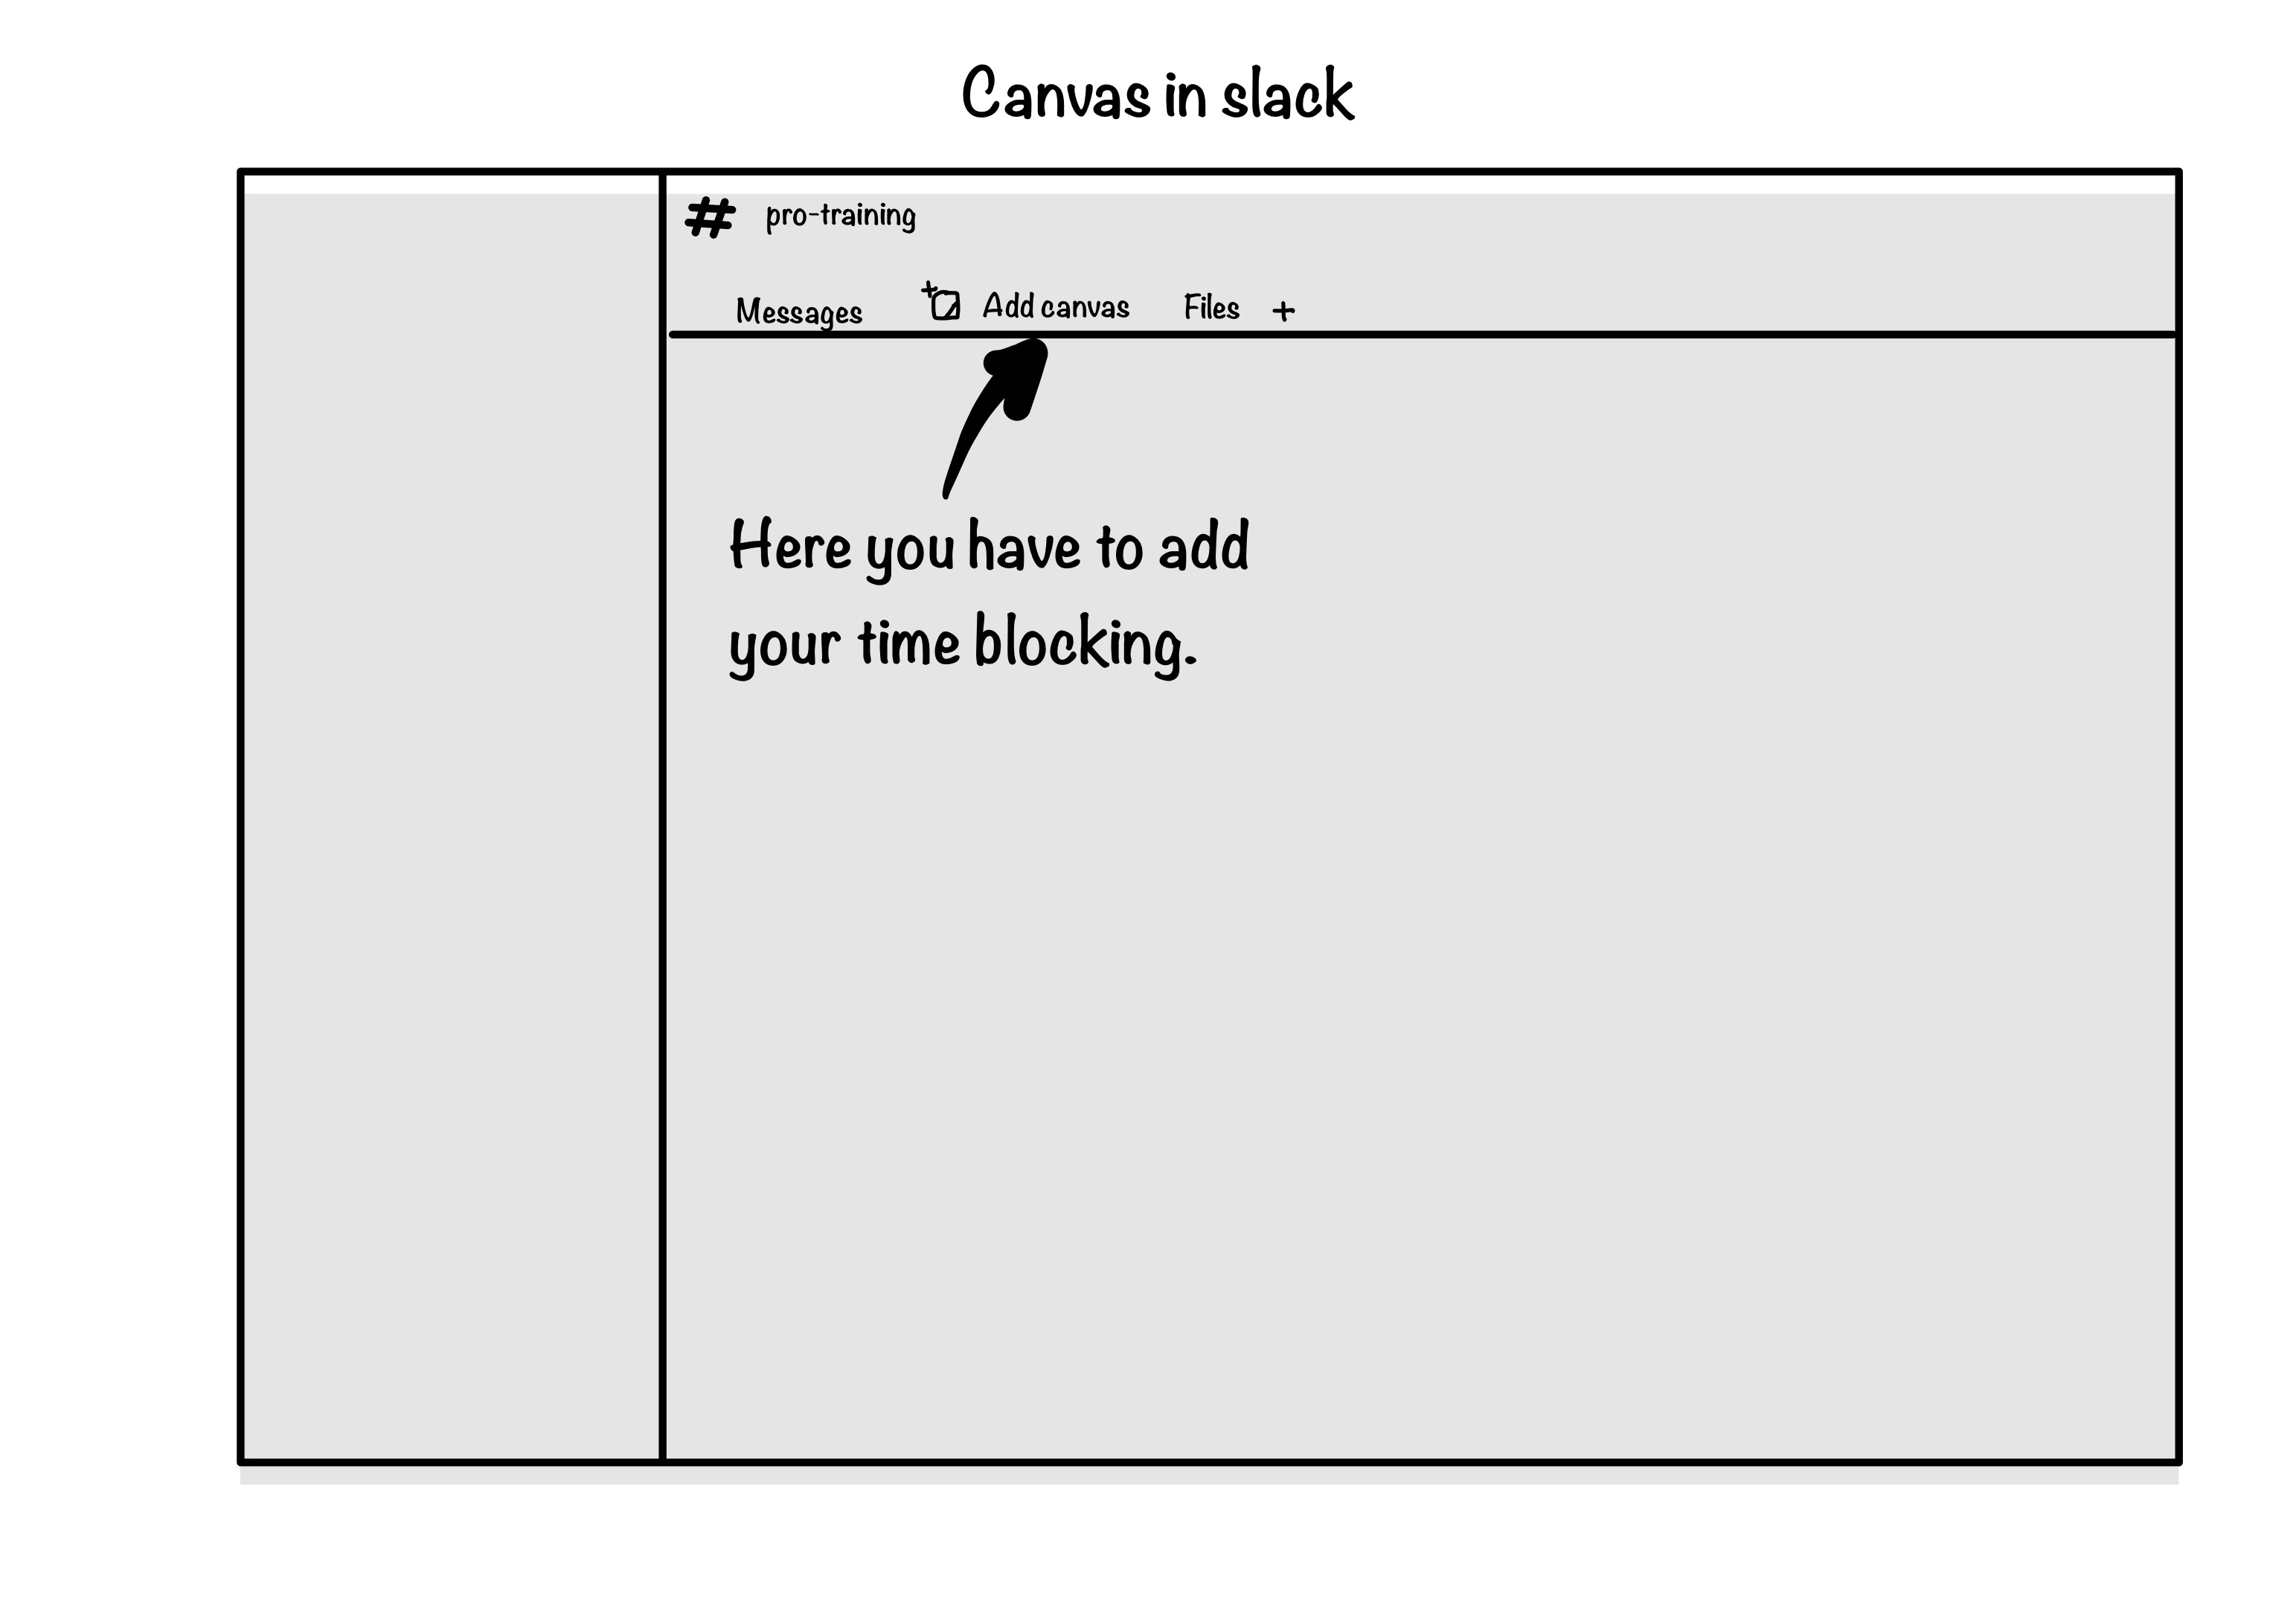 Canvas in slack
# pro-training
Messages Add canvas Files +
Here you have to add
your time blocking.